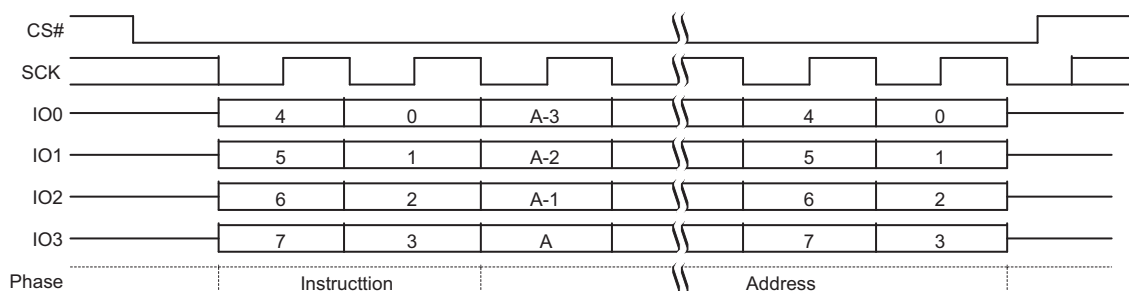 CS#
SCK
IO0 4 0 A-3 4 0
IO1 5 1 A-2 5 1
IO2 6 2 A-1 6 2
IO3 7 3 A 7 3
Phase Instructtion Address